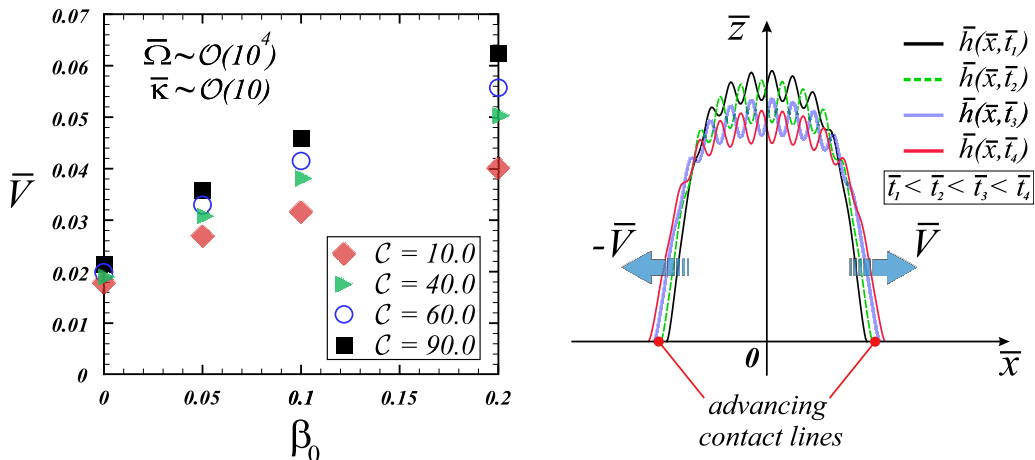 0.07
0.06
0.05
0.04
0.03
0.02
0.01
0
V̅
Ω̅ ~ O(10⁴)
κ̅ ~ O(10)
C = 10.0
C = 40.0
C = 60.0
C = 90.0
0 0.05 0.1 0.15 0.2
β₀
z̅
h̅(x̅,t̅₁)
h̅(x̅,t̅₂)
h̅(x̅,t̅₃)
h̅(x̅,t̅₄)
t̅₁ < t̅₂ < t̅₃ < t̅₄
-V̅ V̅
0 x̅
advancing
contact lines